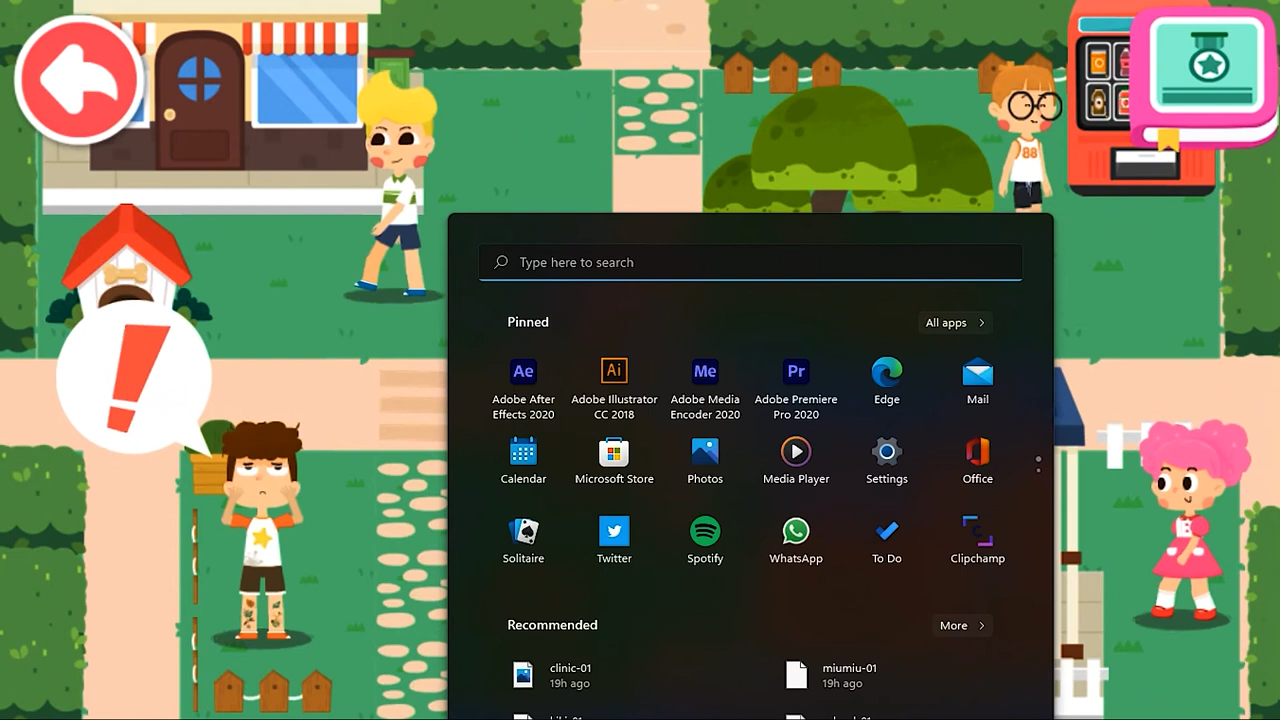 88
Type here to search
Pinned
All apps
Ae
Ai
Me
Pr
Adobe After
Effects 2020
Adobe Illustrator
CC 2018
Adobe Media
Encoder 2020
Adobe Premiere
Pro 2020
Edge
Mail
Calendar
Microsoft Store
Photos
Media Player
Settings
Office
Solitaire
Twitter
Spotify
WhatsApp
To Do
Clipchamp
Recommended
More
clinic-01
19h ago
miumiu-01
19h ago